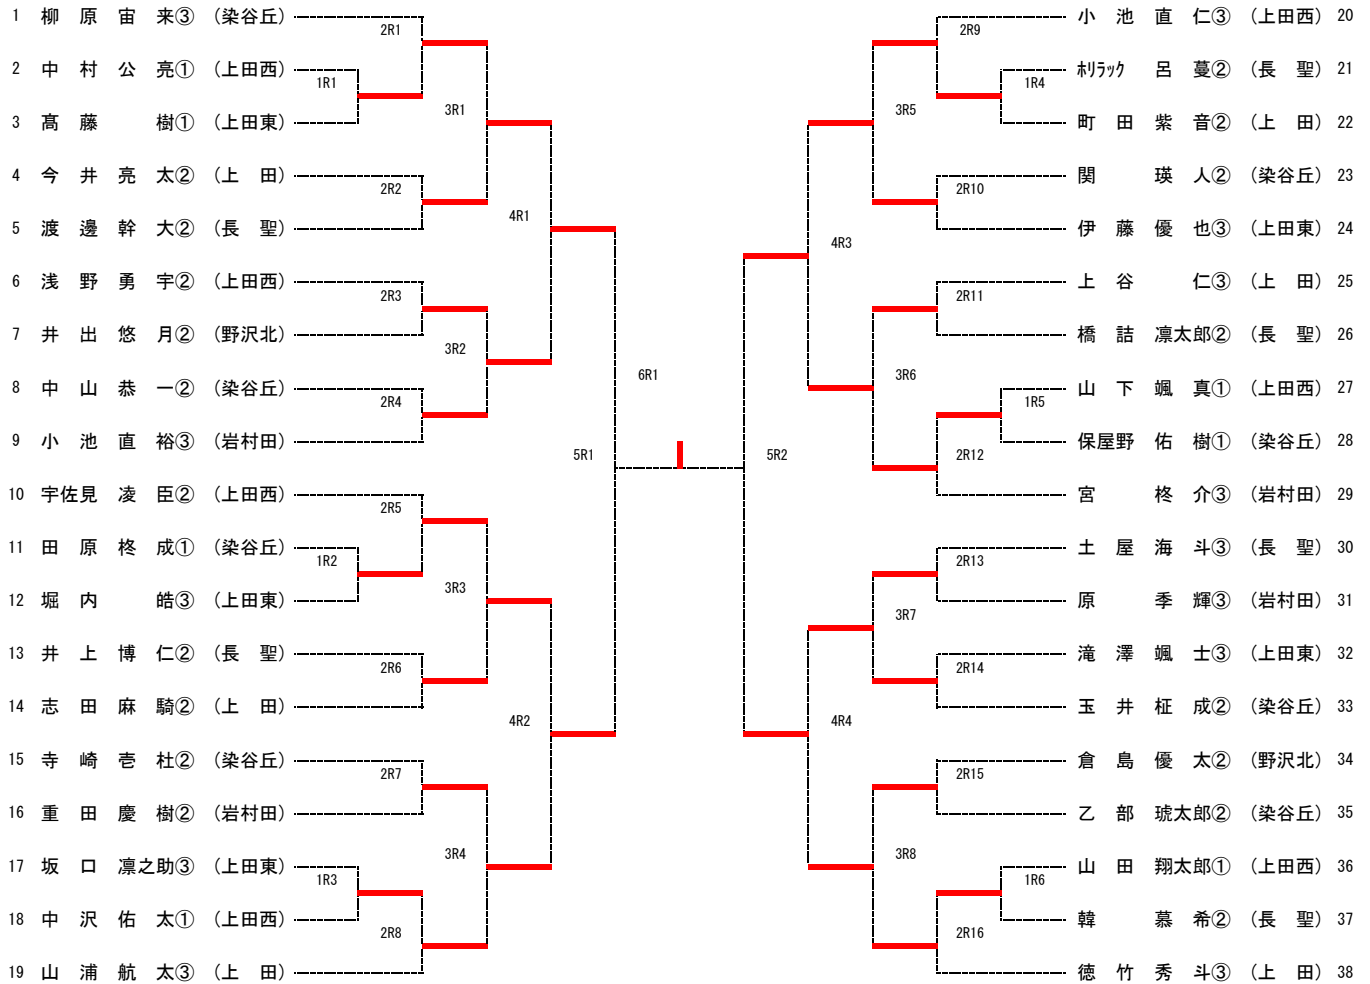 1 柳 原 宙 来③ (染谷丘)
2R1
2 中 村 公 亮① (上田西)
1R1
3 髙 藤 樹① (上田東)
3R1
4 今 井 亮 太② (上 田)
2R2
5 渡 邊 幹 大② (長 聖)
4R1
6 浅 野 勇 宇② (上田西)
2R3
7 井 出 悠 月② (野沢北)
3R2
8 中 山 恭 一② (染谷丘)
2R4
9 小 池 直 裕③ (岩村田)
5R1
10 宇佐見 凌 臣② (上田西)
2R5
11 田 原 柊 成① (染谷丘)
1R2
12 堀 内 皓③ (上田東)
3R3
13 井 上 博 仁② (長 聖)
2R6
14 志 田 麻 騎② (上 田)
4R2
15 寺 崎 壱 杜② (染谷丘)
2R7
16 重 田 慶 樹② (岩村田)
3R4
17 坂 口 凛之助③ (上田東)
1R3
18 中 沢 佑 太① (上田西)
2R8
19 山 浦 航 太③ (上 田)
6R1
小 池 直 仁③ (上田西) 20
2R9
ﾎﾘﾗｯｸ 呂 蔓② (長 聖) 21
1R4
町 田 紫 音② (上 田) 22
3R5
関 瑛 人② (染谷丘) 23
2R10
伊 藤 優 也③ (上田東) 24
4R3
上 谷 仁③ (上 田) 25
2R11
橋 詰 凛太郎② (長 聖) 26
3R6
山 下 颯 真① (上田西) 27
1R5
保屋野 佑 樹① (染谷丘) 28
2R12
宮 柊 介③ (岩村田) 29
5R2
土 屋 海 斗③ (長 聖) 30
2R13
原 季 輝③ (岩村田) 31
3R7
滝 澤 颯 士③ (上田東) 32
2R14
玉 井 柾 成② (染谷丘) 33
4R4
倉 島 優 太② (野沢北) 34
2R15
乙 部 琥太郎② (染谷丘) 35
3R8
山 田 翔太郎① (上田西) 36
1R6
韓 慕 希② (長 聖) 37
2R16
徳 竹 秀 斗③ (上 田) 38